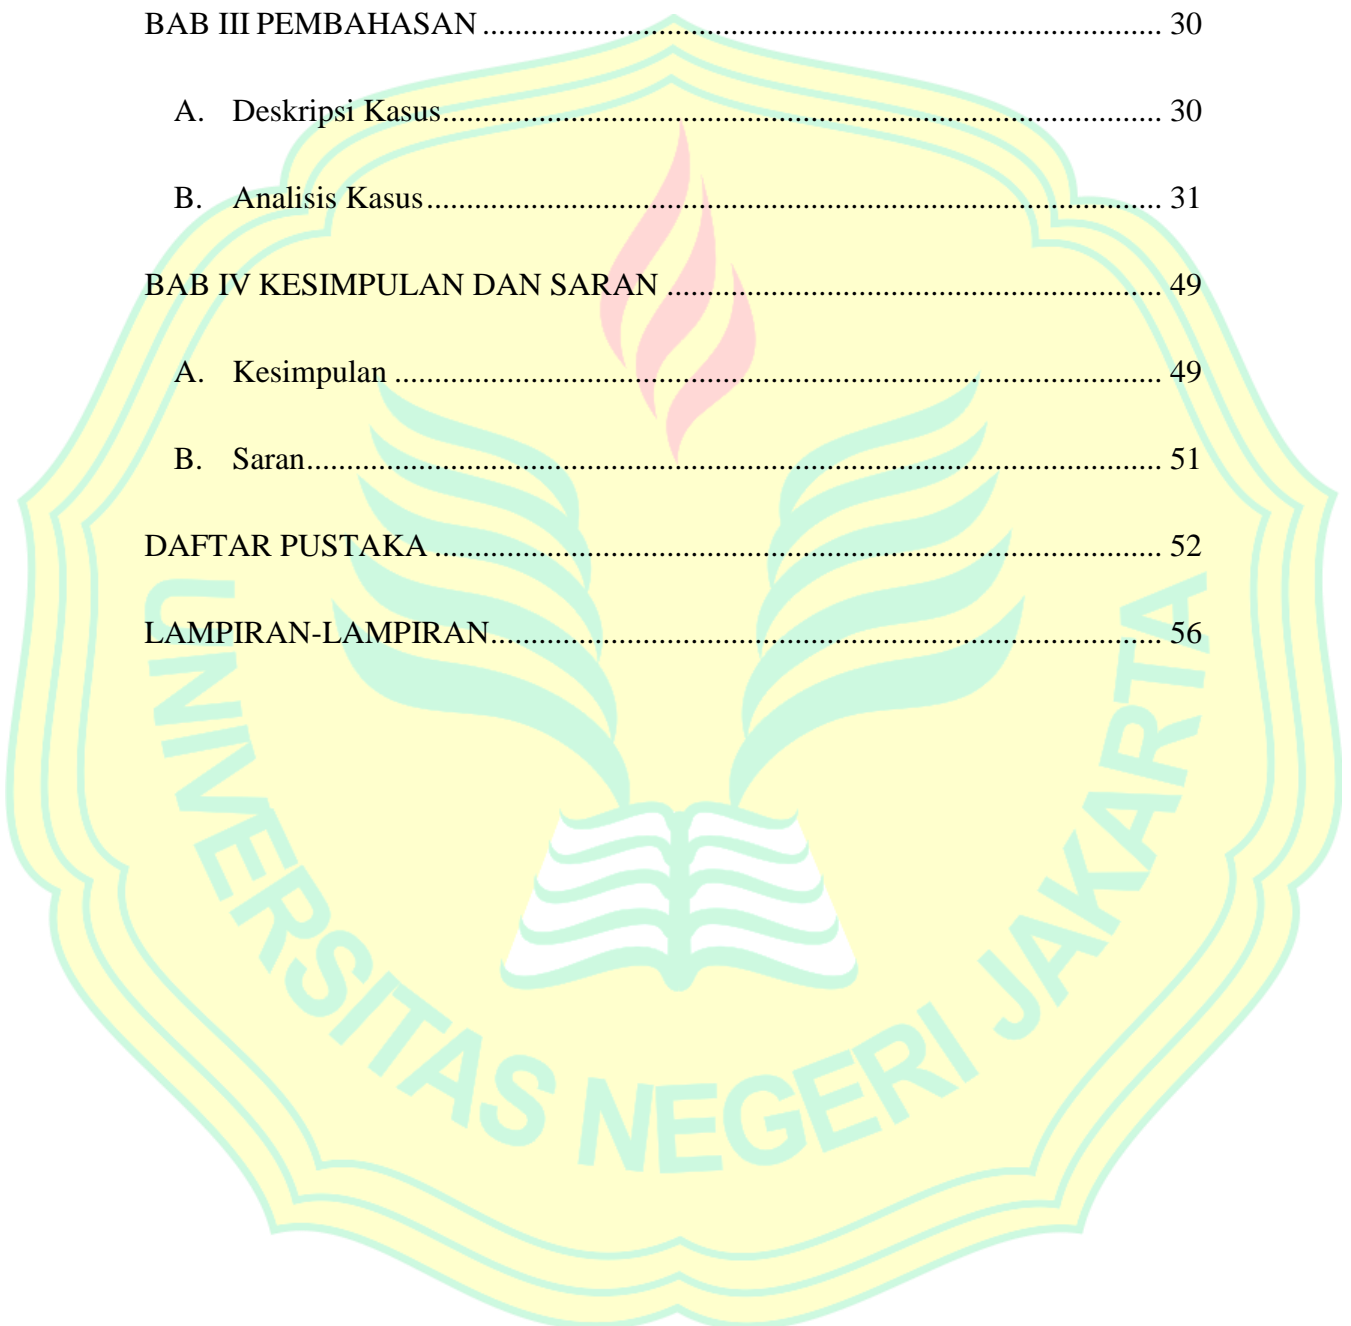 BAB III PEMBAHASAN ........................................................................................ 30
A. Deskripsi Kasus............................................................................................. 30
B. Analisis Kasus............................................................................................... 31
BAB IV KESIMPULAN DAN SARAN ................................................................ 49
A. Kesimpulan ................................................................................................... 49
B. Saran.............................................................................................................. 51
DAFTAR PUSTAKA .............................................................................................. 52
LAMPIRAN-LAMPIRAN....................................................................................... 56
UNIVERSITAS NEGERI JAKARTA